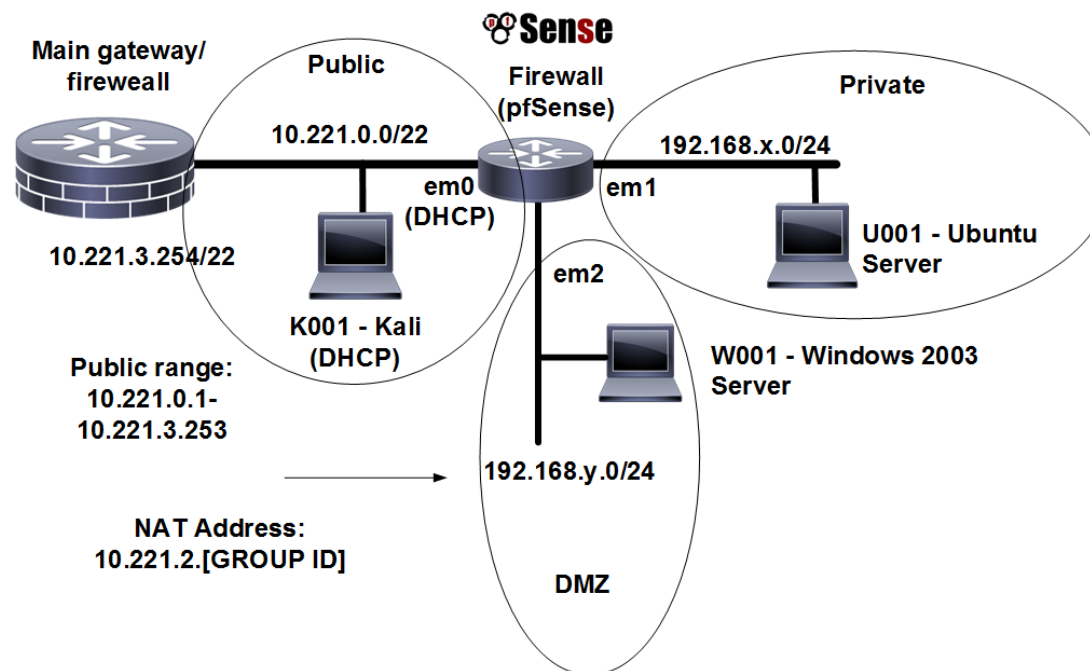 pf Sense
Main gateway/
fireweall
Public
Firewall
(pfSense)
Private
10.221.0.0/22
192.168.x.0/24
em0
(DHCP)
em1
10.221.3.254/22
U001 - Ubuntu
Server
em2
K001 - Kali
(DHCP)
W001 - Windows 2003
Server
Public range:
10.221.0.1-
10.221.3.253
192.168.y.0/24
NAT Address:
10.221.2.[GROUP ID]
DMZ